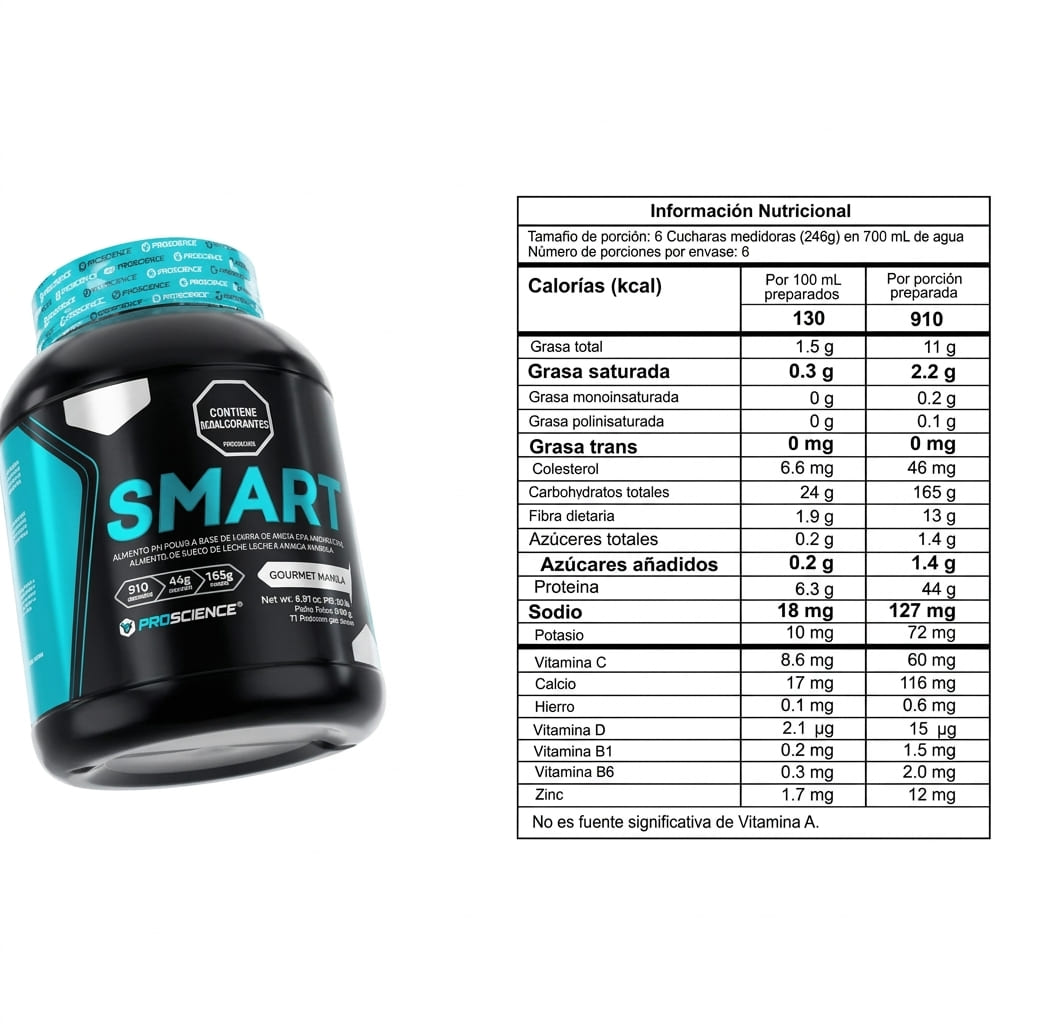 PROSCIENCE
CONTIENE
SMART
910
44g
165g
GOURMET
PROSCIENCE®
Net wt:
Información Nutricional
Tamaño de porción: 6 Cucharas medidoras (246g) en 700 mL de agua
Número de porciones por envase: 6
Calorías (kcal)
Por 100 mL preparados
Por porción preparada
130 910
Grasa total 1.5 g 11 g
Grasa saturada 0.3 g 2.2 g
Grasa monoinsaturada 0 g 0.2 g
Grasa polinisaturada 0 g 0.1 g
Grasa trans 0 mg 0 mg
Colesterol 6.6 mg 46 mg
Carbohydratos totales 24 g 165 g
Fibra dietaria 1.9 g 13 g
Azúceres totales 0.2 g 1.4 g
Azúcares añadidos 0.2 g 1.4 g
Proteina 6.3 g 44 g
Sodio 18 mg 127 mg
Potasio 10 mg 72 mg
Vitamina C 8.6 mg 60 mg
Calcio 17 mg 116 mg
Hierro 0.1 mg 0.6 mg
Vitamina D 2.1 µg 15 µg
Vitamina B1 0.2 mg 1.5 mg
Vitamina B6 0.3 mg 2.0 mg
Zinc 1.7 mg 12 mg
No es fuente significativa de Vitamina A.